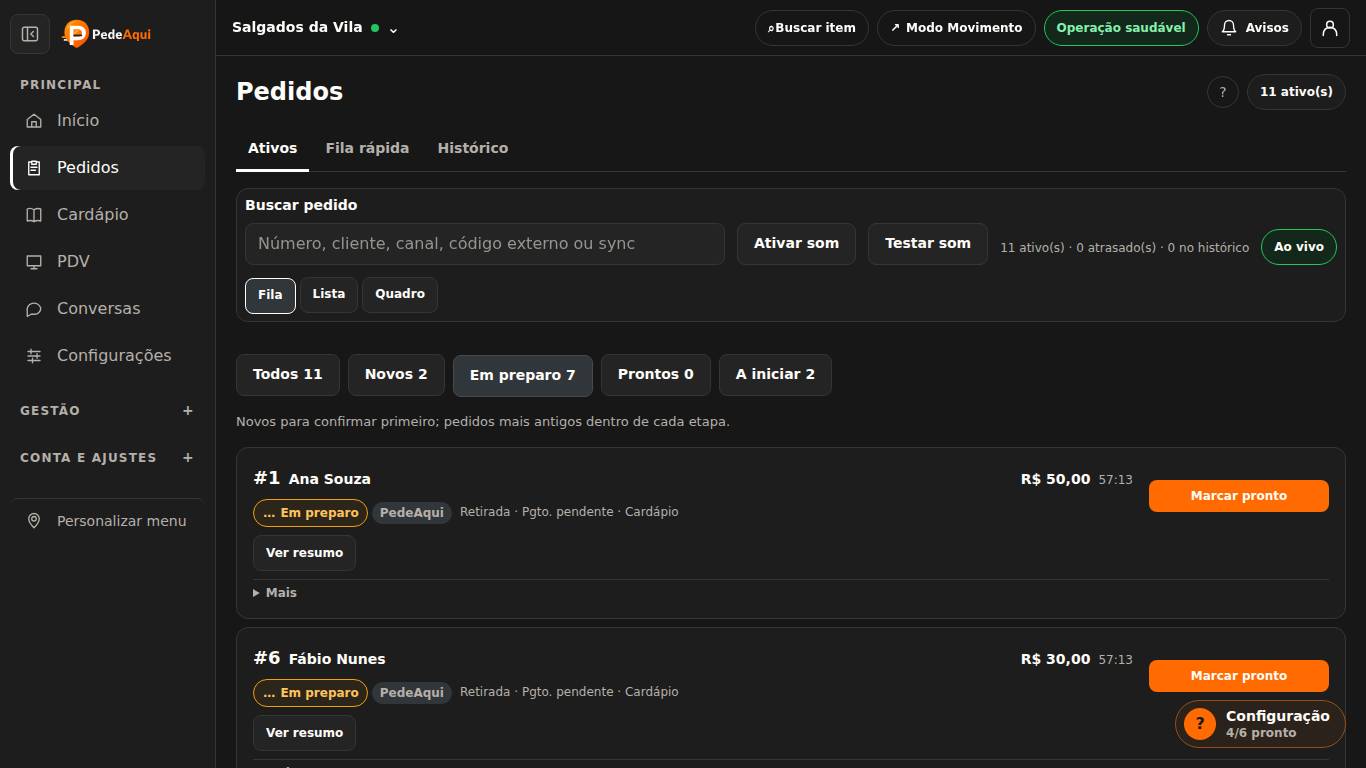 PedeAqui
PRINCIPAL
Início
Pedidos
Cardápio
PDV
Conversas
Configurações
GESTÃO +
CONTA E AJUSTES +
Personalizar menu
Salgados da Vila
Buscar item
↗ Modo Movimento
Operação saudável
Avisos
Pedidos
?
11 ativo(s)
Ativos
Fila rápida
Histórico
Buscar pedido
Número, cliente, canal, código externo ou sync
Ativar som
Testar som
11 ativo(s) · 0 atrasado(s) · 0 no histórico
Ao vivo
Fila
Lista
Quadro
Todos 11
Novos 2
Em preparo 7
Prontos 0
A iniciar 2
Novos para confirmar primeiro; pedidos mais antigos dentro de cada etapa.
#1 Ana Souza
R$ 50,00 57:13
Marcar pronto
... Em preparo PedeAqui Retirada · Pgto. pendente · Cardápio
Ver resumo
Mais
#6 Fábio Nunes
R$ 30,00 57:13
Marcar pronto
... Em preparo PedeAqui Retirada · Pgto. pendente · Cardápio
Ver resumo
?
Configuração
4/6 pronto